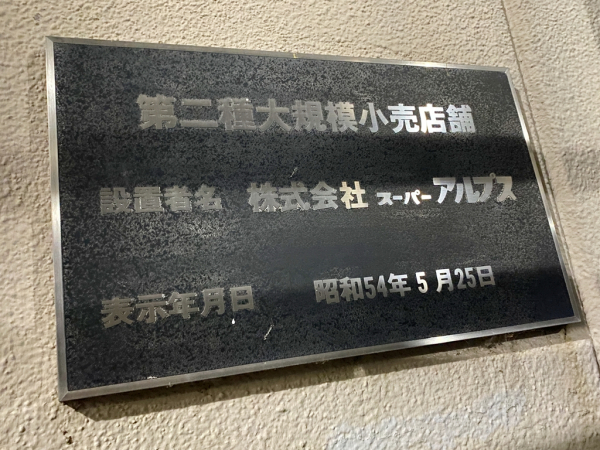 第二種大規模小売店舗
設置者名 株式会社 スーパーアルプス
表示年月日 昭和54年5月25日